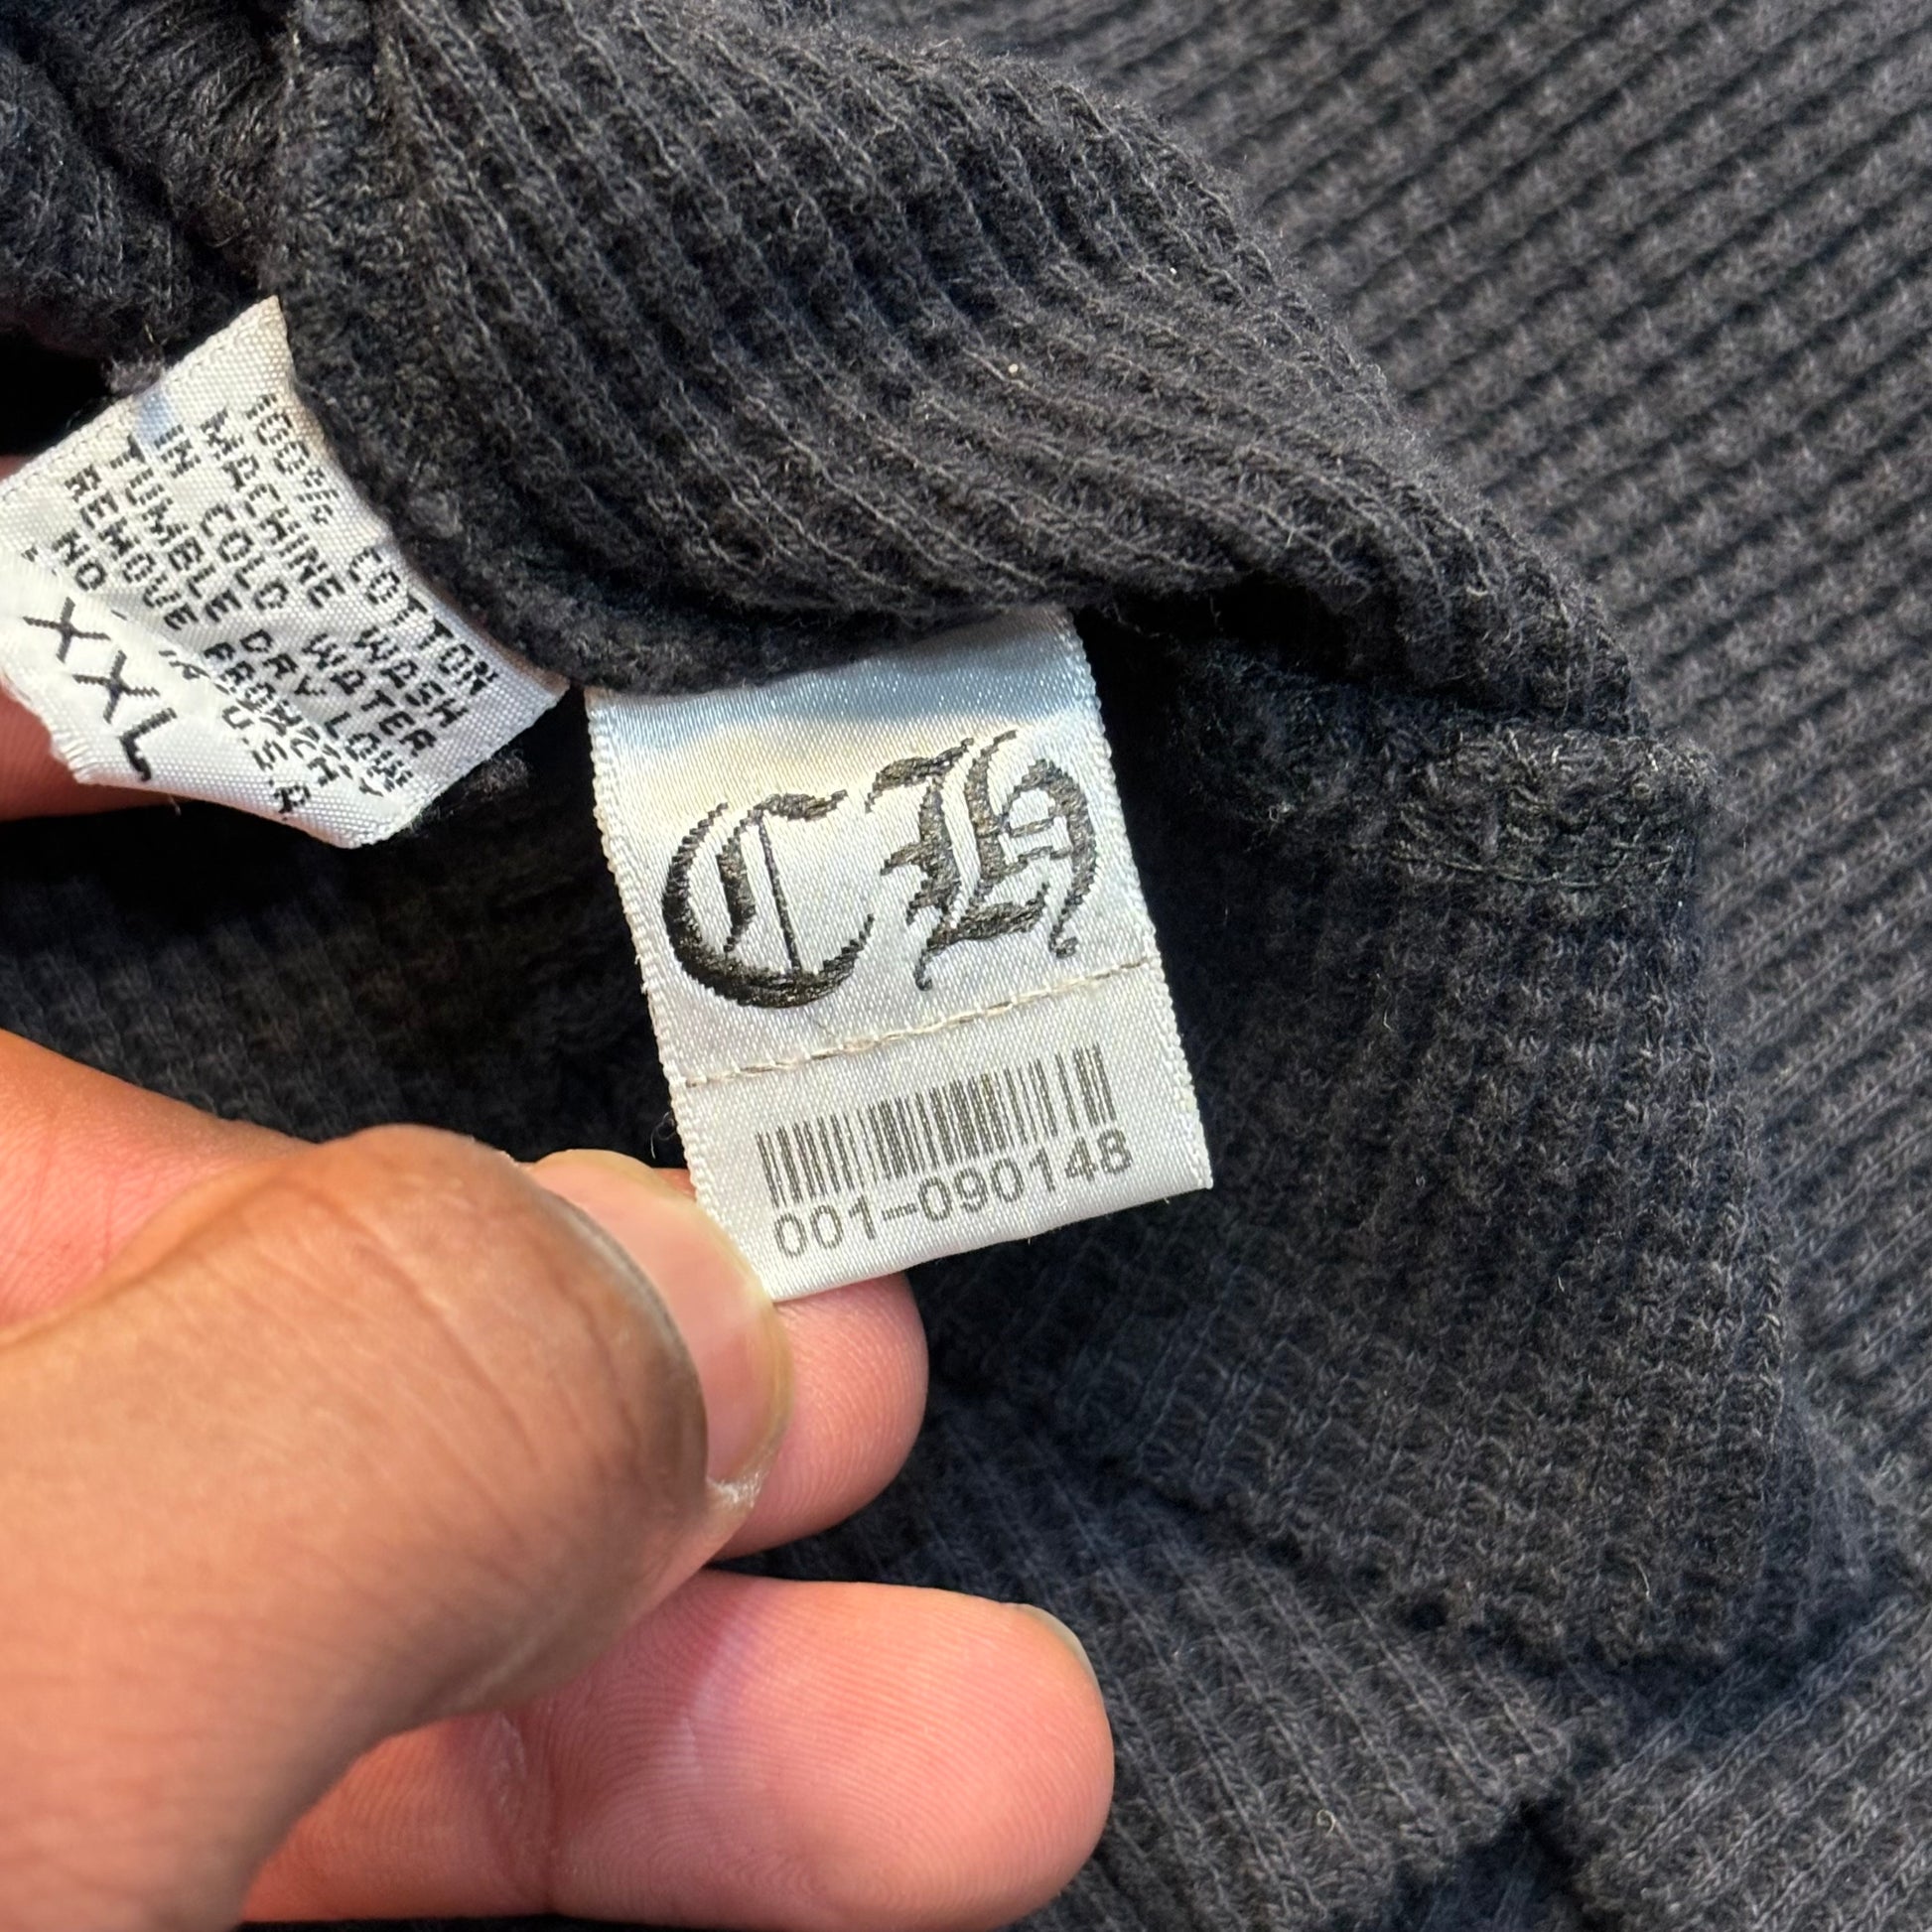 100% COTTON
MACHINE WASH
IN COLD WATER
TUMBLE DRY LOW
REMOVE PROMPTLY
NO
U.S.A
XXL
CH
001-090148